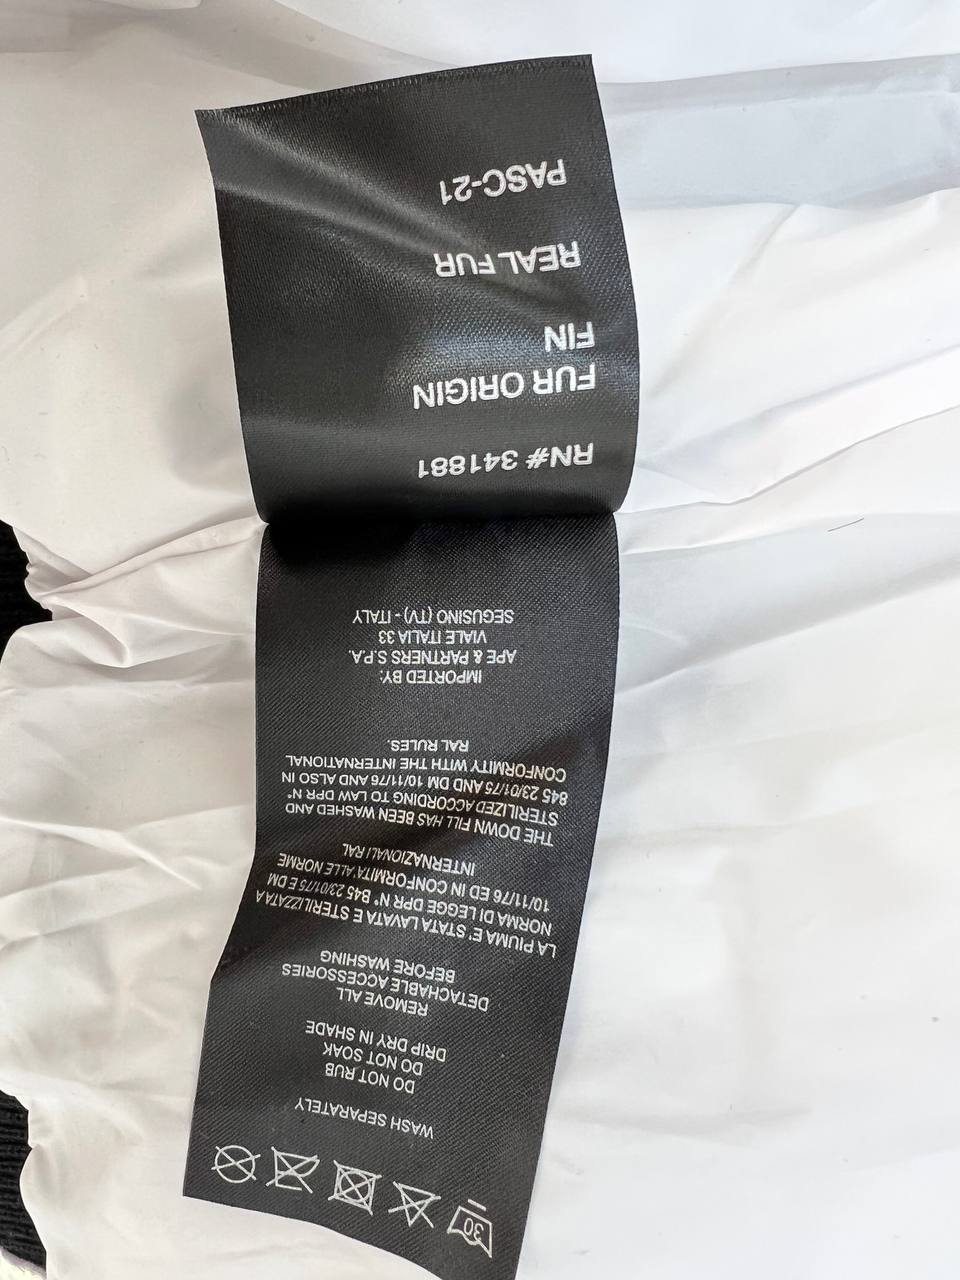 30
WASH SEPARATELY
DO NOT RUB
DO NOT SOAK
DRIP DRY IN SHADE
REMOVE ALL
DETACHABLE ACCESSORIES
BEFORE WASHING
LA PIUMA E' STATA LAVATA E STERILIZZATA A
NORMA DI LEGGE DPR N° 845 23/01/75 E DM
10/11/76 ED IN CONFORMITA' ALLE NORME
INTERNAZIONALI RAL
THE DOWN FILL HAS BEEN WASHED AND
STERILIZED ACCORDING TO LAW DPR N°
845 23/01/75 AND DM 10/11/76 AND ALSO IN
CONFORMITY WITH THE INTERNATIONAL
RAL RULES.
IMPORTED BY:
APE & PARTNERS S.P.A.
VIALE ITALIA 33
SEGUSINO (TV) - ITALY
RN# 341881
FUR ORIGIN
FIN
REAL FUR
PASC-21